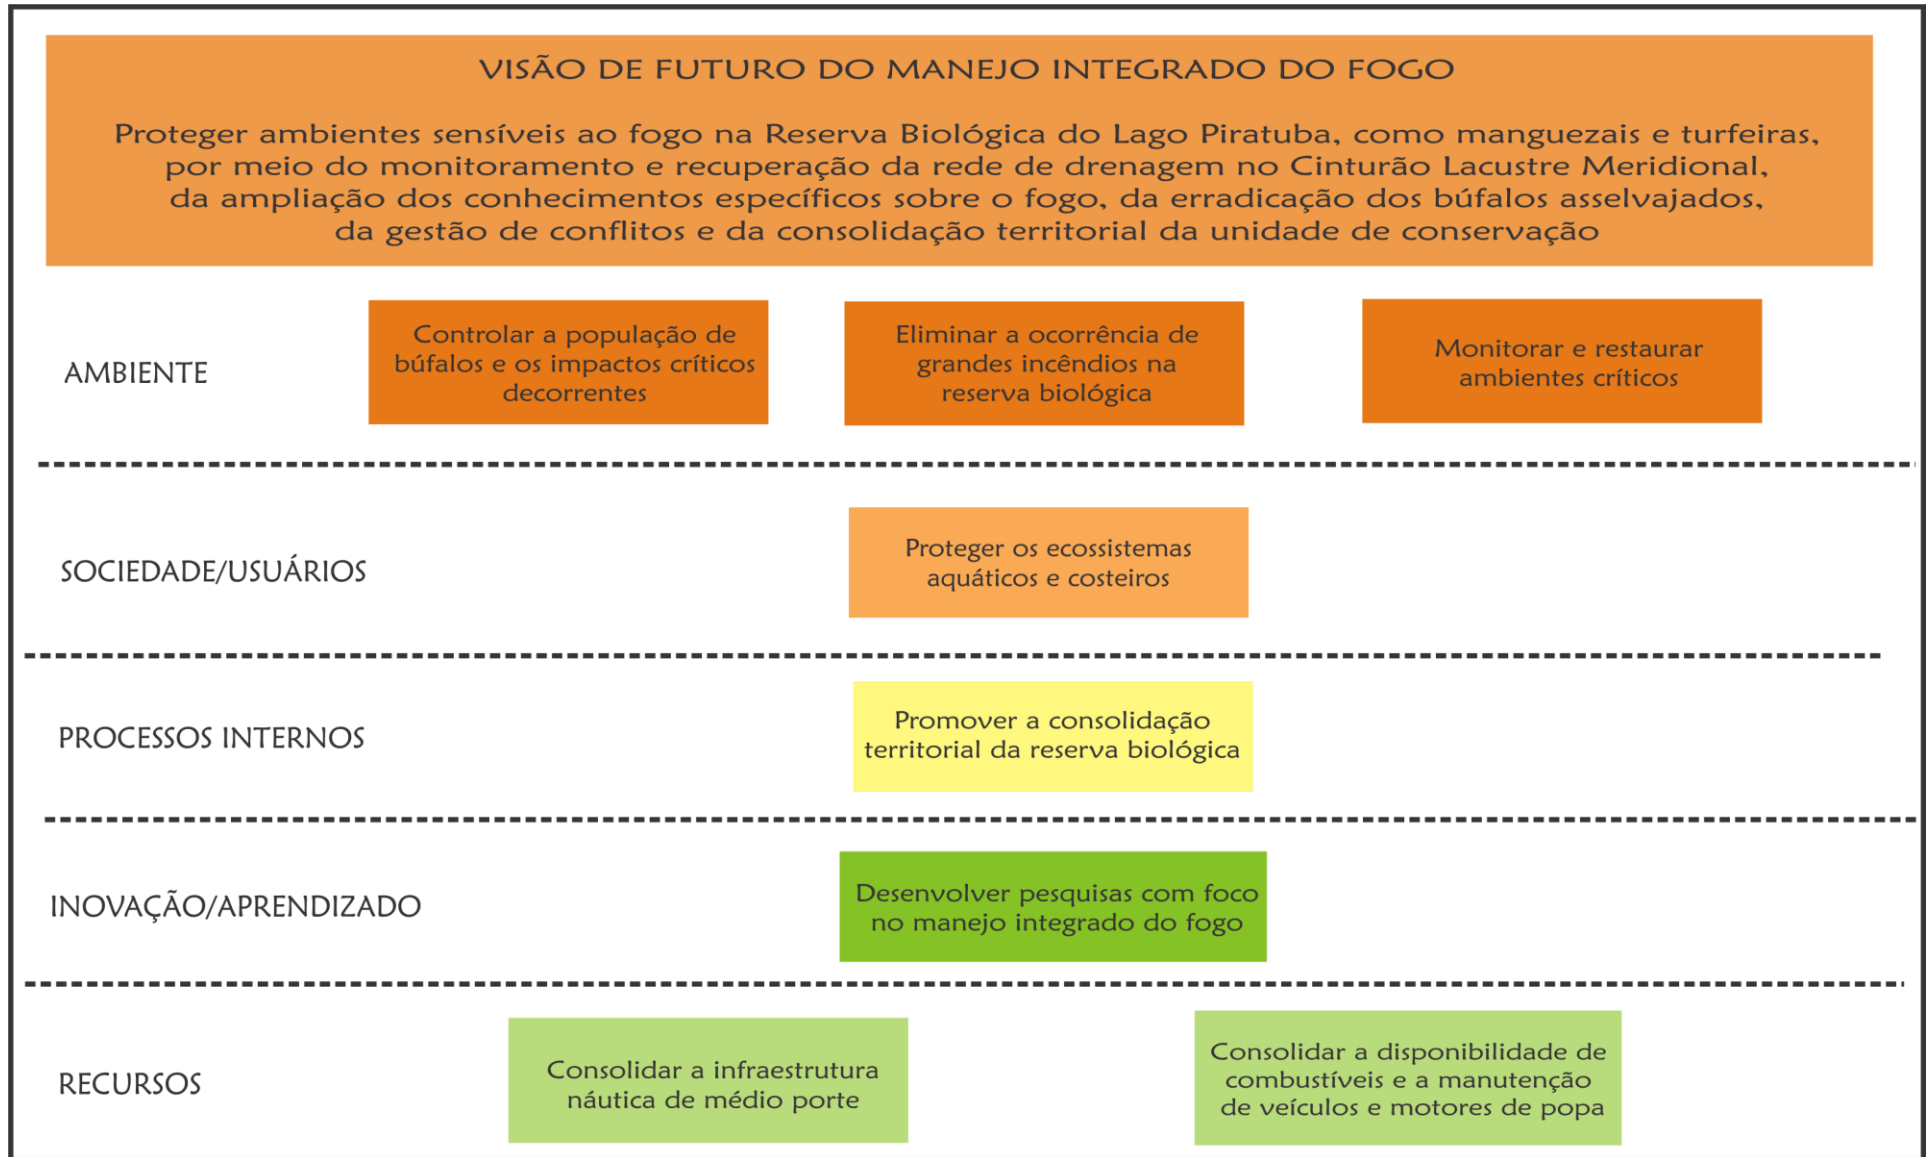 VISÃO DE FUTURO DO MANEJO INTEGRADO DO FOGO
Proteger ambientes sensíveis ao fogo na Reserva Biológica do Lago Piratuba, como manguezais e turfeiras,
por meio do monitoramento e recuperação da rede de drenagem no Cinturão Lacustre Meridional,
da ampliação dos conhecimentos específicos sobre o fogo, da erradicação dos búfalos asselvajados,
da gestão de conflitos e da consolidação territorial da unidade de conservação
AMBIENTE
Controlar a população de
búfalos e os impactos críticos
decorrentes
Eliminar a ocorrência de
grandes incêndios na
reserva biológica
Monitorar e restaurar
ambientes críticos
SOCIEDADE/USUÁRIOS
Proteger os ecossistemas
aquáticos e costeiros
PROCESSOS INTERNOS
Promover a consolidação
territorial da reserva biológica
INOVAÇÃO/APRENDIZADO
Desenvolver pesquisas com foco
no manejo integrado do fogo
RECURSOS
Consolidar a infraestrutura
náutica de médio porte
Consolidar a disponibilidade de
combustíveis e a manutenção
de veículos e motores de popa